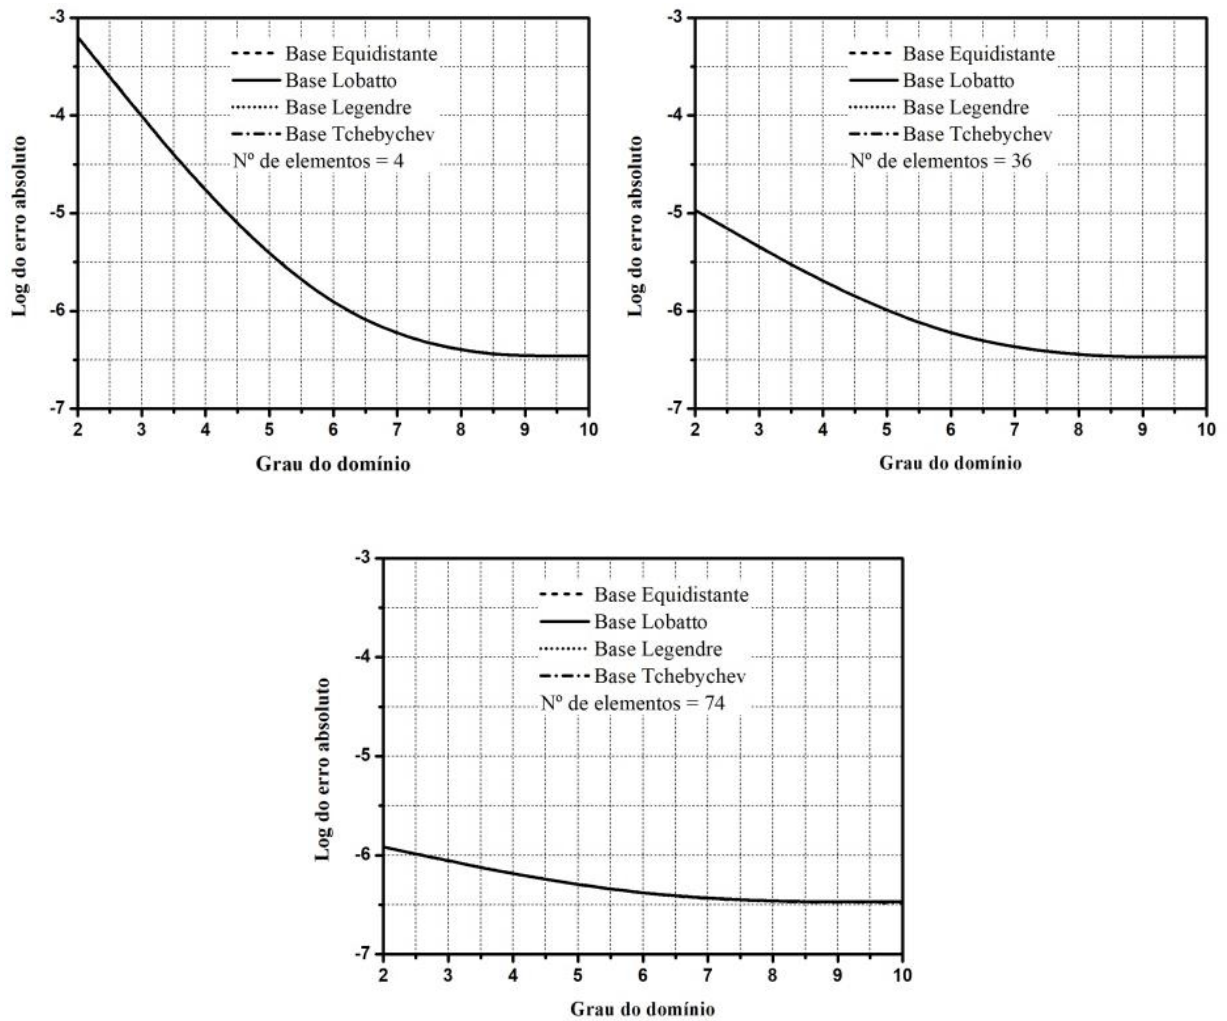 -3
-4
-5
-6
-7
Log do erro absoluto
Base Equidistante
Base Lobatto
Base Legendre
Base Tchebychev
Nº de elementos = 4
2 3 4 5 6 7 8 9 10
Grau do domínio
-3
-4
-5
-6
-7
Log do erro absoluto
Base Equidistante
Base Lobatto
Base Legendre
Base Tchebychev
Nº de elementos = 36
2 3 4 5 6 7 8 9 10
Grau do domínio
-3
-4
-5
-6
-7
Log do erro absoluto
Base Equidistante
Base Lobatto
Base Legendre
Base Tchebychev
Nº de elementos = 74
2 3 4 5 6 7 8 9 10
Grau do domínio